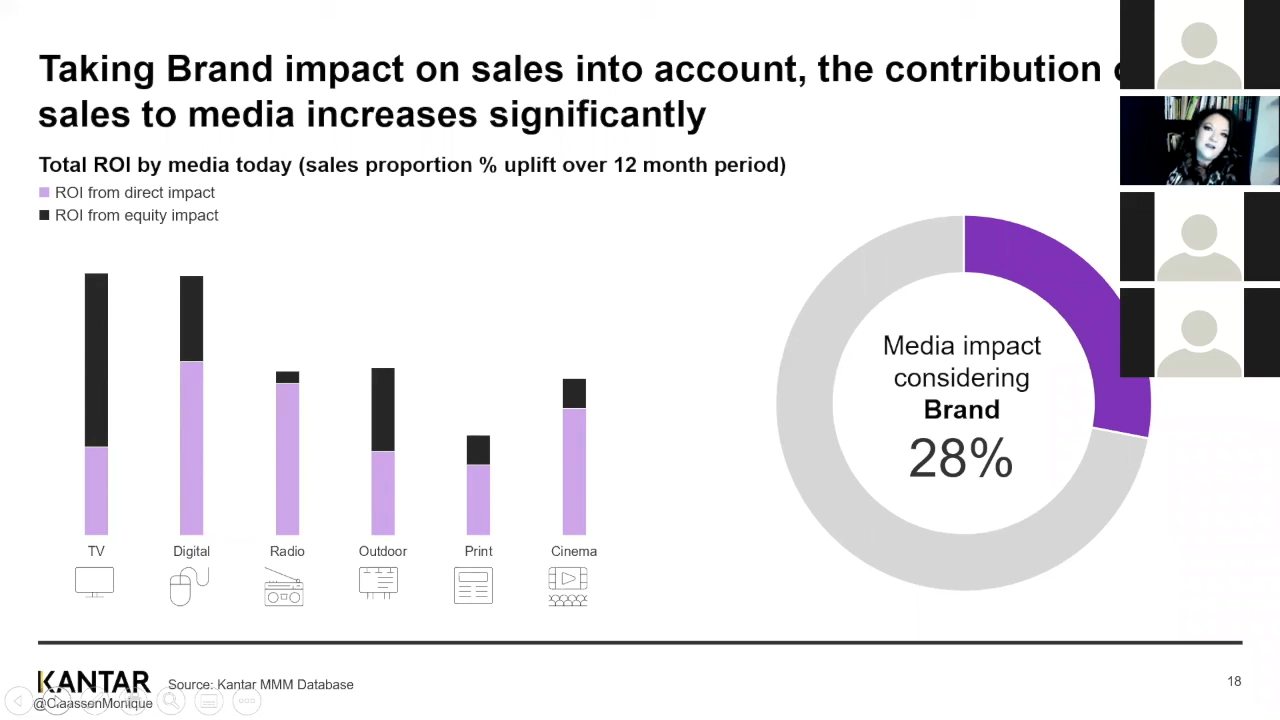 Taking Brand impact on sales into account, the contribution
sales to media increases significantly
Total ROI by media today (sales proportion % uplift over 12 month period)
ROI from direct impact
ROI from equity impact
Media impact
considering
Brand
28%
TV
Digital
Radio
Outdoor
Print
Cinema
KANTAR
Source: Kantar MMM Database
18
@ClaassenMonique